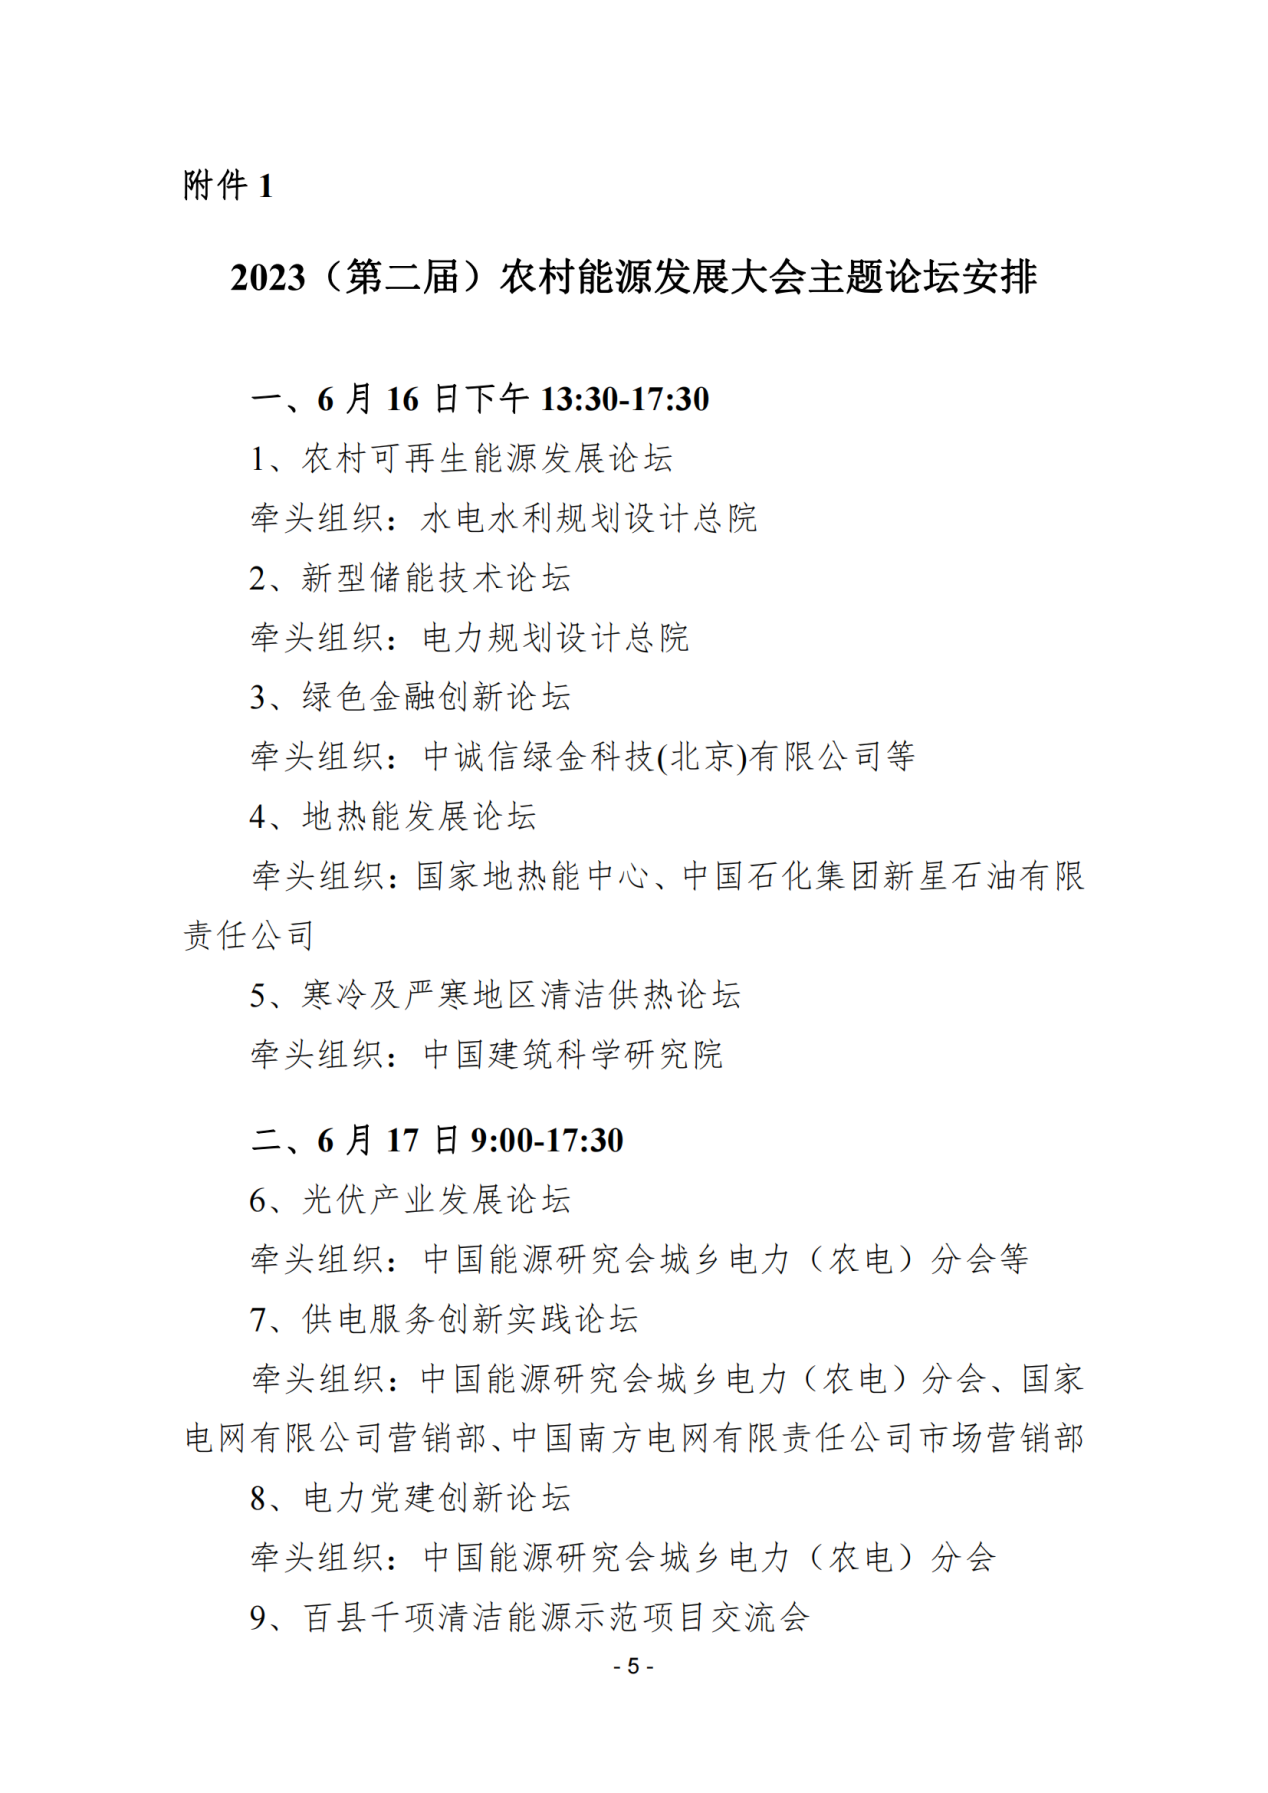 附件 1
2023（第二届）农村能源发展大会主题论坛安排
一、6 月 16 日下午 13:30-17:30
1、农村可再生能源发展论坛
牵头组织：水电水利规划设计总院
2、新型储能技术论坛
牵头组织：电力规划设计总院
3、绿色金融创新论坛
牵头组织：中诚信绿金科技(北京)有限公司等
4、地热能发展论坛
牵头组织：国家地热能中心、中国石化集团新星石油有限
责任公司
5、寒冷及严寒地区清洁供热论坛
牵头组织：中国建筑科学研究院
二、6 月 17 日 9:00-17:30
6、光伏产业发展论坛
牵头组织：中国能源研究会城乡电力（农电）分会等
7、供电服务创新实践论坛
牵头组织：中国能源研究会城乡电力（农电）分会、国家
电网有限公司营销部、中国南方电网有限责任公司市场营销部
8、电力党建创新论坛
牵头组织：中国能源研究会城乡电力（农电）分会
9、百县千项清洁能源示范项目交流会
- 5 -